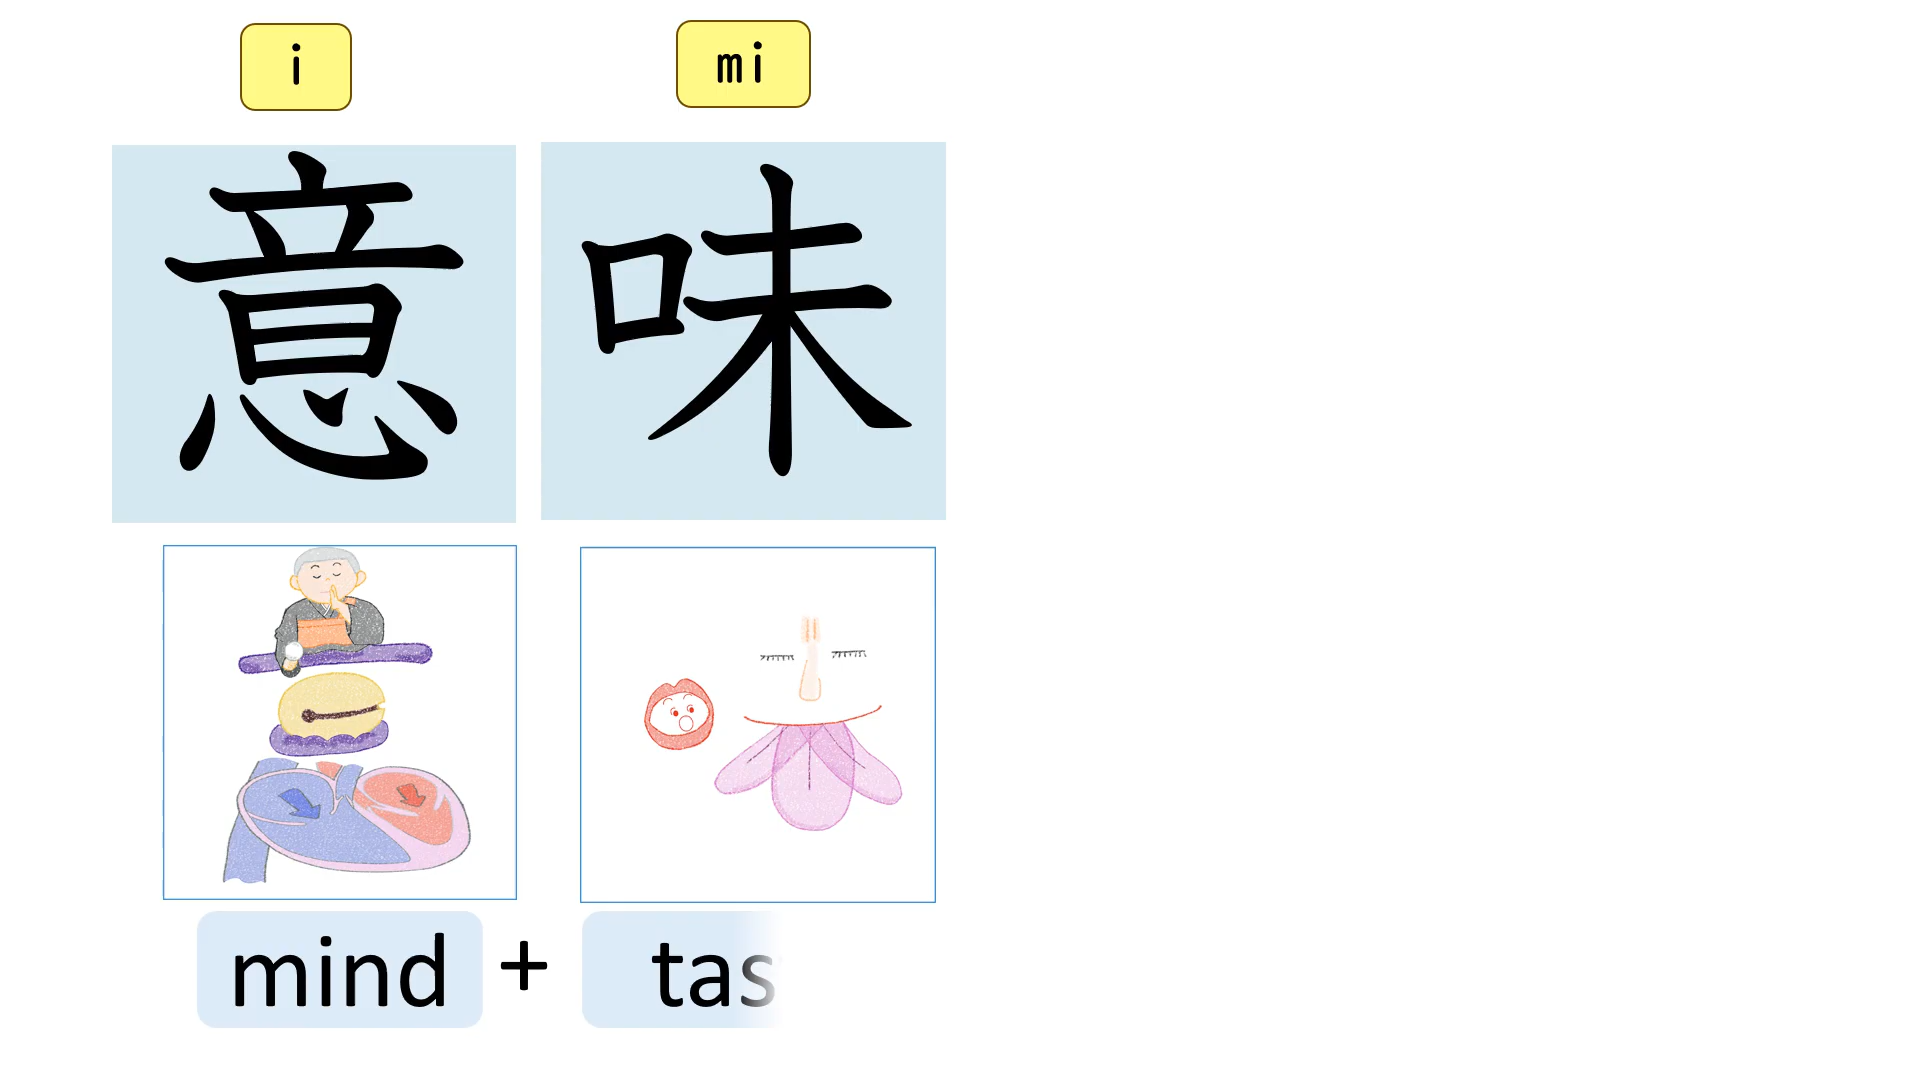 i mi
意味
mind + tas